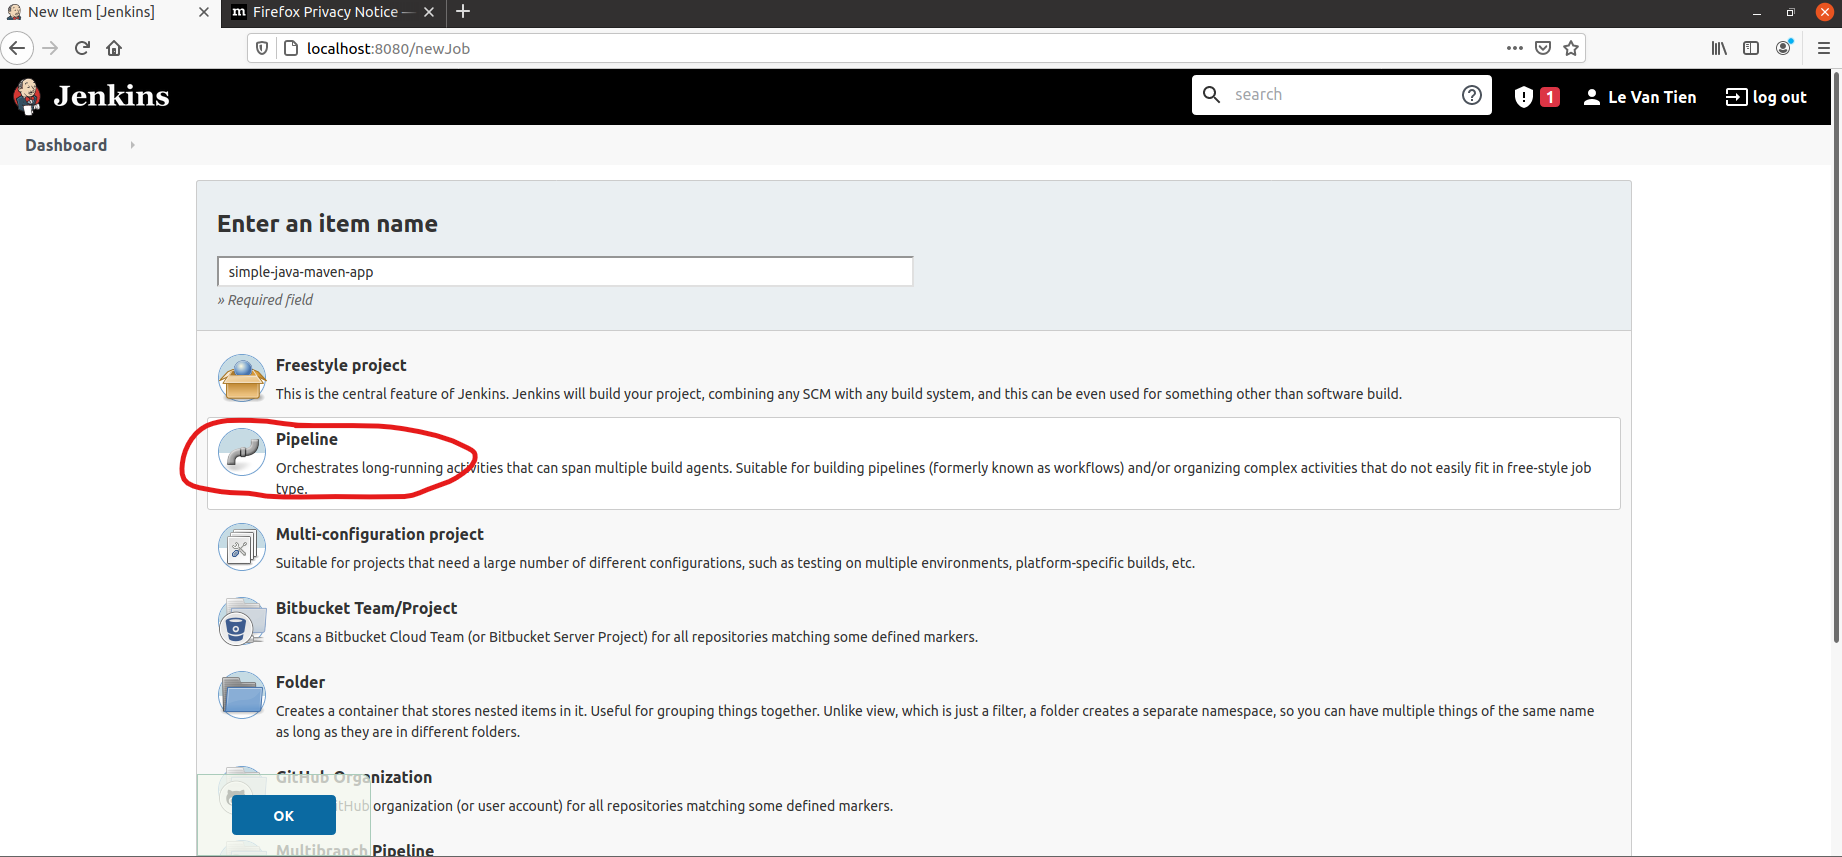 New Item [Jenkins]
m Firefox Privacy Notice —
localhost:8080/newJob
Jenkins
search
1
Le Van Tien
log out
Dashboard
Enter an item name
simple-java-maven-app
» Required field
Freestyle project
This is the central feature of Jenkins. Jenkins will build your project, combining any SCM with any build system, and this can be even used for something other than software build.
Pipeline
Orchestrates long-running activities that can span multiple build agents. Suitable for building pipelines (formerly known as workflows) and/or organizing complex activities that do not easily fit in free-style job
type.
Multi-configuration project
Suitable for projects that need a large number of different configurations, such as testing on multiple environments, platform-specific builds, etc.
Bitbucket Team/Project
Scans a Bitbucket Cloud Team (or Bitbucket Server Project) for all repositories matching some defined markers.
Folder
Creates a container that stores nested items in it. Useful for grouping things together. Unlike view, which is just a filter, a folder creates a separate namespace, so you can have multiple things of the same name
as long as they are in different folders.
GitHub Organization
GitHub organization (or user account) for all repositories matching some defined markers.
OK
Multibranch Pipeline